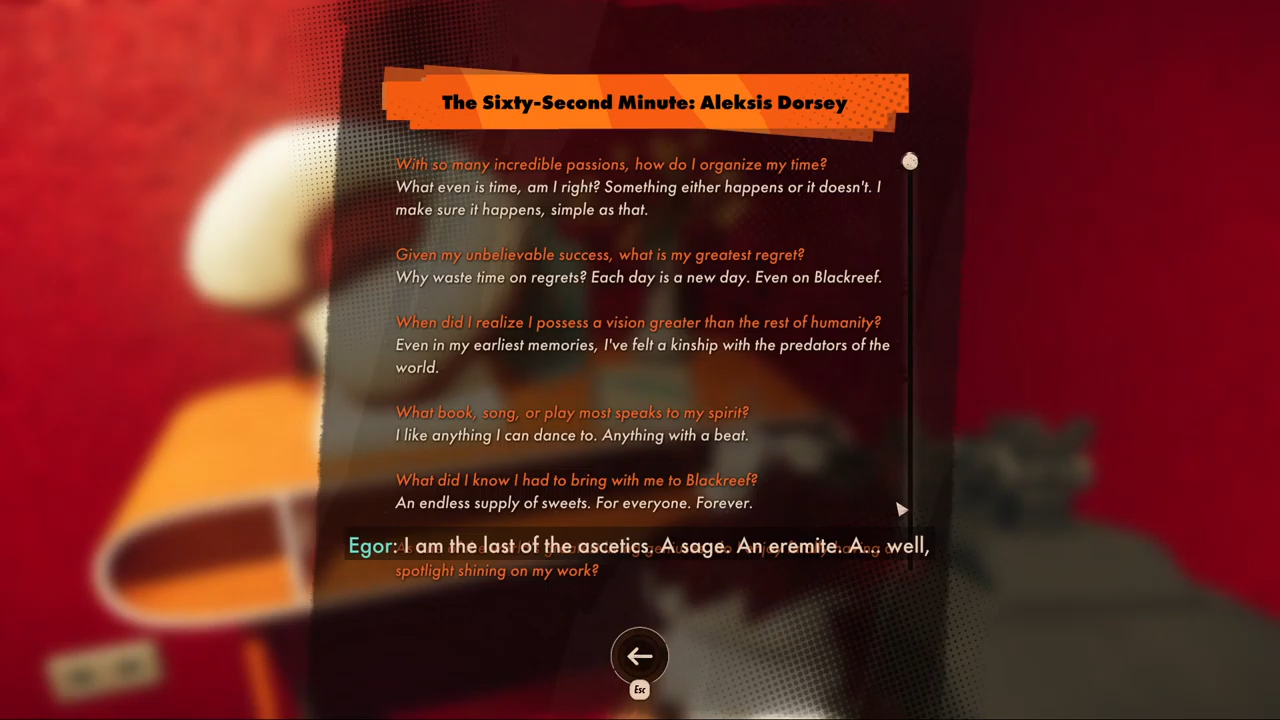 The Sixty-Second Minute: Aleksis Dorsey
With so many incredible passions, how do I organize my time?
What even is time, am I right? Something either happens or it doesn't. I
make sure it happens, simple as that.
Given my unbelievable success, what is my greatest regret?
Why waste time on regrets? Each day is a new day. Even on Blackreef.
When did I realize I possess a vision greater than the rest of humanity?
Even in my earliest memories, I've felt a kinship with the predators of the
world.
What book, song, or play most speaks to my spirit?
I like anything I can dance to. Anything with a beat.
What did I know I had to bring with me to Blackreef?
An endless supply of sweets. For everyone. Forever.
Egor: I am the last of the ascetics. A sage. An eremite. A... well,
spotlight shining on my work?
Esc